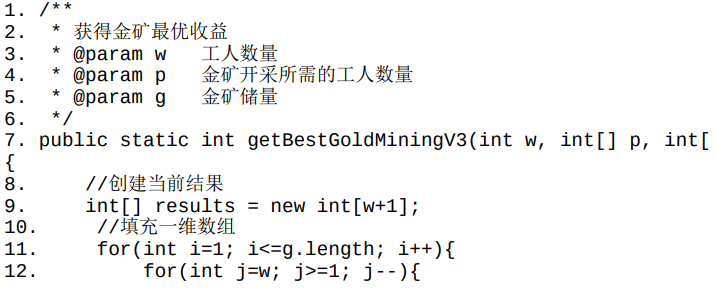 1. /**
2.  * 获得金矿最优收益
3.  * @param w   工人数量
4.  * @param p   金矿开采所需的工人数量
5.  * @param g   金矿储量
6.  */
7. public static int getBestGoldMiningV3(int w, int[] p, int[
{
8.     //创建当前结果
9.     int[] results = new int[w+1];
10.     //填充一维数组
11.     for(int i=1; i<=g.length; i++){
12.         for(int j=w; j>=1; j--){